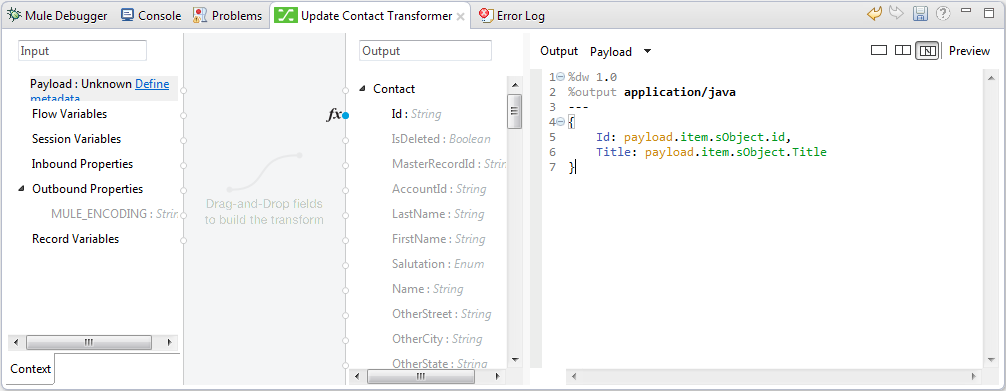 Mule Debugger Console Problems Update Contact Transformer Error Log
Input
Payload : Unknown Define
metadata
Flow Variables
Session Variables
Inbound Properties
Outbound Properties
MULE_ENCODING : Strin
Record Variables
Context
Drag-and-Drop fields
to build the transform
fx
Output
Contact
Id : String
IsDeleted : Boolean
MasterRecordId : Strin
AccountId : String
LastName : String
FirstName : String
Salutation : Enum
Name : String
OtherStreet : String
OtherCity : String
OtherState : String
Output Payload Preview
1 %dw 1.0
2 %output application/java
3 ---
4 {
5 Id: payload.item.sObject.id,
6 Title: payload.item.sObject.Title
7 }